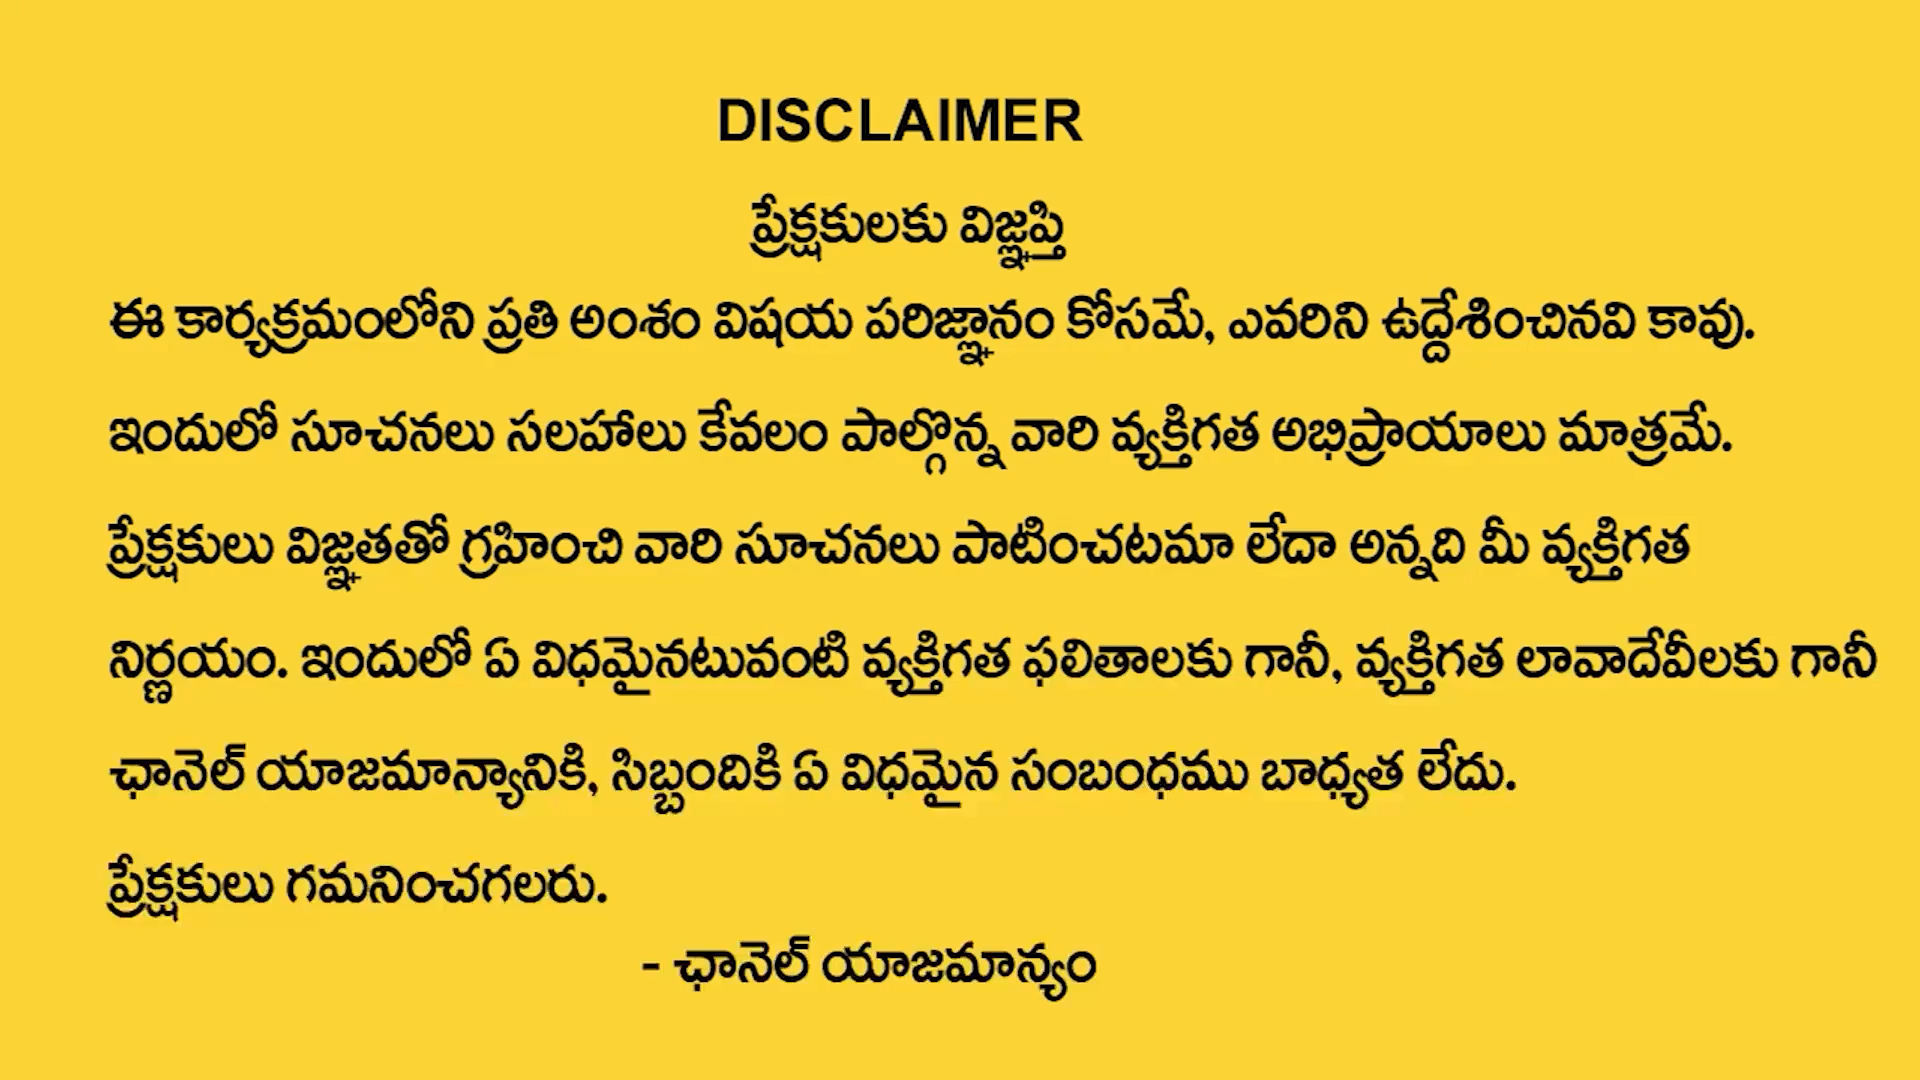 DISCLAIMER
ప్రేక్షకులకు విజ్ఞప్తి
ఈ కార్యక్రమంలోని ప్రతి అంశం విషయ పరిజ్ఞానం కోసమే, ఎవరిని ఉద్దేశించినవి కావు.
ఇందులో సూచనలు సలహాలు కేవలం పాల్గొన్న వారి వ్యక్తిగత అభిప్రాయాలు మాత్రమే.
ప్రేక్షకులు విజ్ఞతతో గ్రహించి వారి సూచనలు పాటించటమా లేదా అన్నది మీ వ్యక్తిగత
నిర్ణయం. ఇందులో ఏ విధమైనటువంటి వ్యక్తిగత ఫలితాలకు గానీ, వ్యక్తిగత లావాదేవీలకు గానీ
ఛానెల్ యాజమాన్యానికి, సిబ్బందికి ఏ విధమైన సంబంధము బాధ్యత లేదు.
ప్రేక్షకులు గమనించగలరు.
- ఛానెల్ యాజమాన్యం